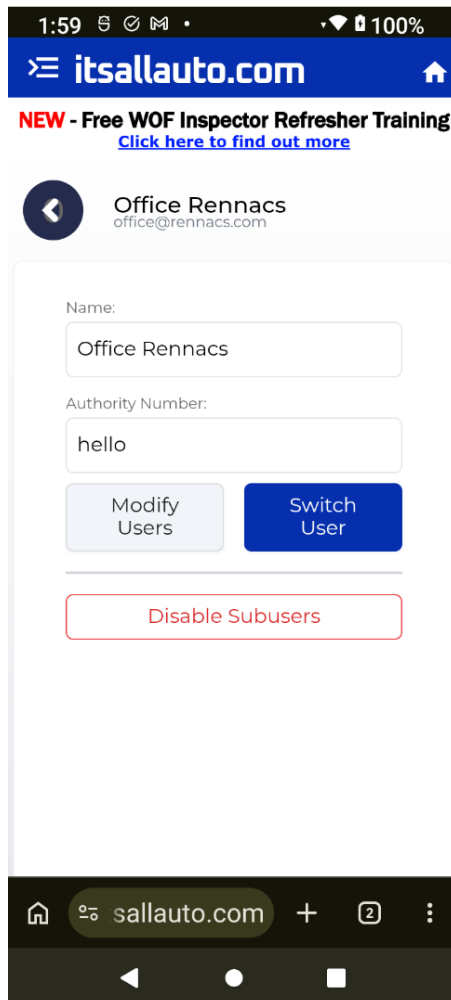 1:59
100%
itsallauto.com
NEW - Free WOF Inspector Refresher Training
Click here to find out more
Office Rennacs
office@rennacs.com
Name:
Office Rennacs
Authority Number:
hello
Modify
Users
Switch
User
Disable Subusers
sallauto.com
2